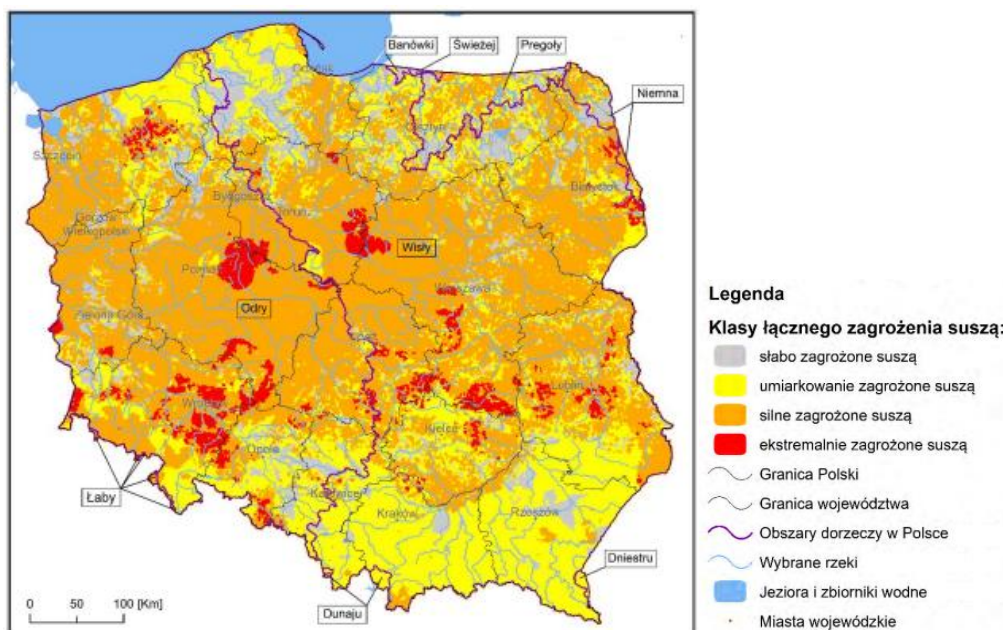 Banówki
Świeżej
Pregoły
Niemna
Gdańsk
Olsztyn
Szczecin
Białystok
Bydgoszcz
Toruń
Gorzów
Wielkopolski
Wisły
Poznań
Warszawa
Odry
Zielona Góra
Łódź
Lublin
Wrocław
Kielce
Opole
Łaby
Katowice
Kraków
Rzeszów
Dniestru
Dunaju
0 50 100 [Km]
Legenda
Klasy łącznego zagrożenia suszą:
słabo zagrożone suszą
umiarkowanie zagrożone suszą
silne zagrożone suszą
ekstremalnie zagrożone suszą
Granica Polski
Granica województwa
Obszary dorzeczy w Polsce
Wybrane rzeki
Jeziora i zbiorniki wodne
Miasta wojewódzkie